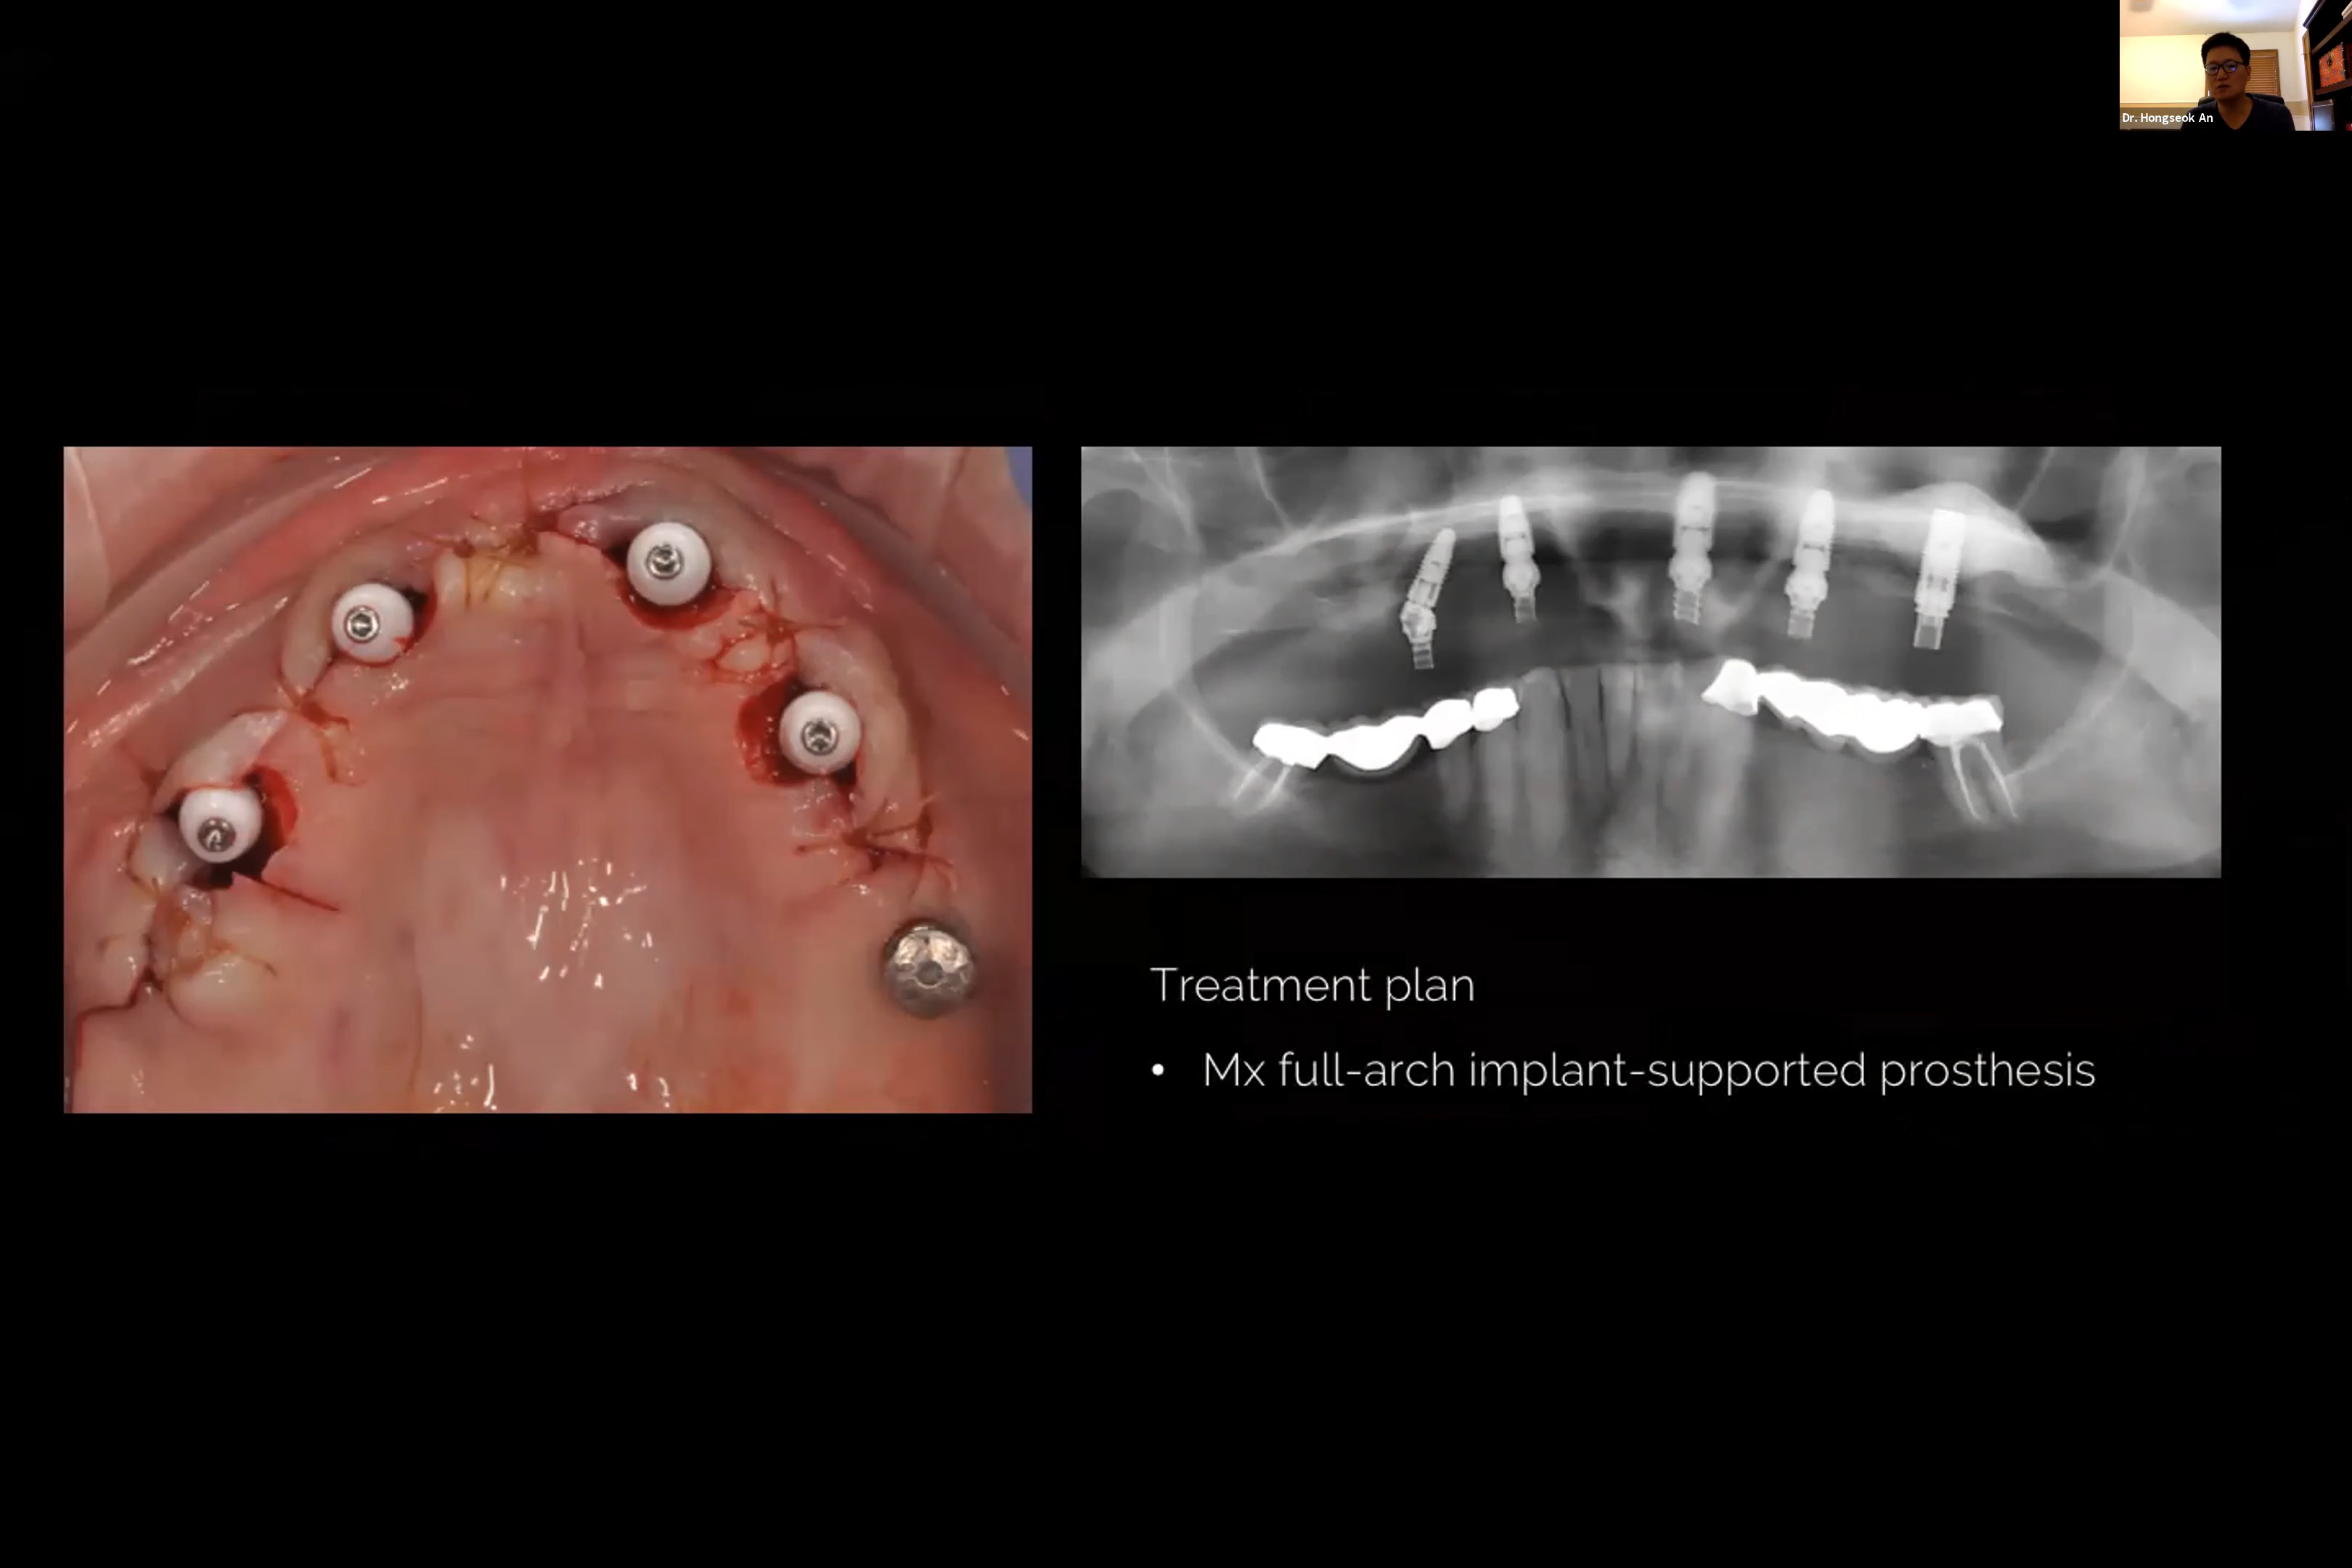 Dr. Hongseok An
Treatment plan
• Mx full-arch implant-supported prosthesis